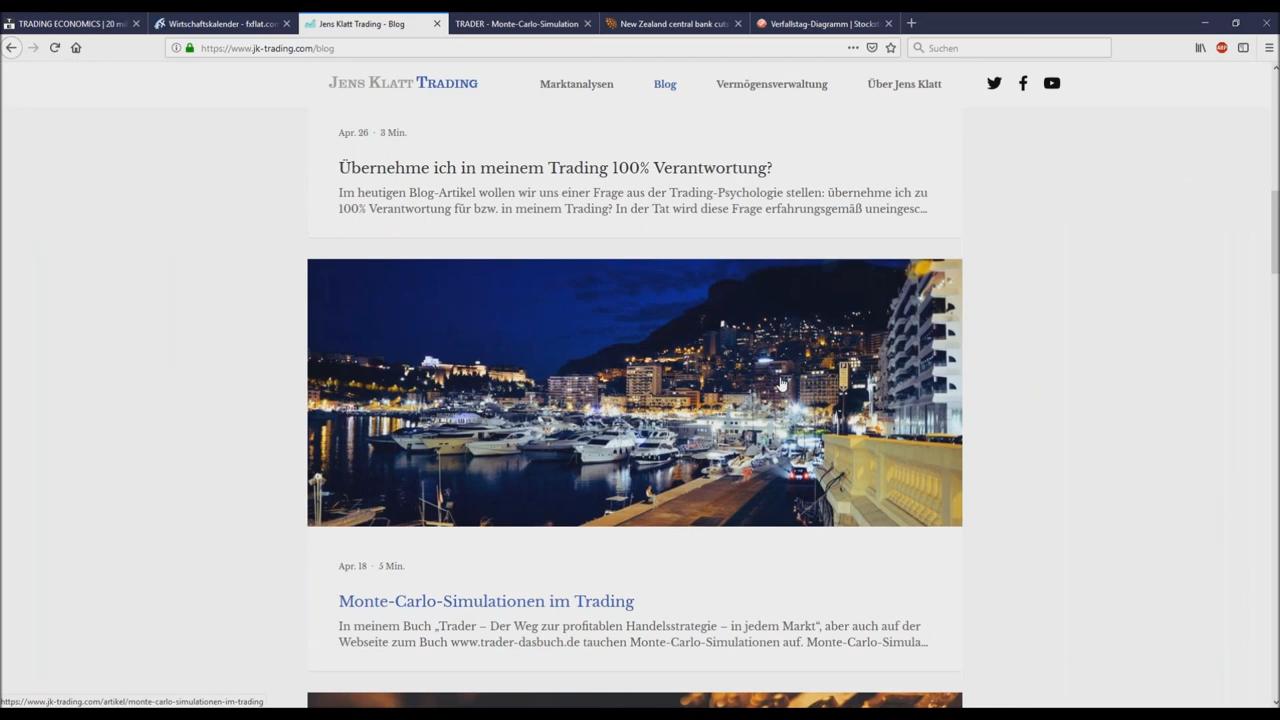 TRADING ECONOMICS | 20 mi
Wirtschaftskalender - fxflat.con
Jens Klatt Trading - Blog
TRADER - Monte-Carlo-Simulation
New Zealand central bank cuts
Verfallstag-Diagramm | Stockst
https://www.jk-trading.com/blog
Suchen
ABP
JENS KLATT TRADING
Marktanalysen
Blog
Vermögensverwaltung
Über Jens Klatt
Apr. 26 · 3 Min.
Übernehme ich in meinem Trading 100% Verantwortung?
Im heutigen Blog-Artikel wollen wir uns einer Frage aus der Trading-Psychologie stellen: übernehme ich zu
100% Verantwortung für bzw. in meinem Trading? In der Tat wird diese Frage erfahrungsgemäß uneingesc...
Apr. 18 · 5 Min.
Monte-Carlo-Simulationen im Trading
In meinem Buch „Trader – Der Weg zur profitablen Handelsstrategie – in jedem Markt“, aber auch auf der
Webseite zum Buch www.trader-dasbuch.de tauchen Monte-Carlo-Simulationen auf. Monte-Carlo-Simula...
https://www.jk-trading.com/artikel/monte-carlo-simulationen-im-trading